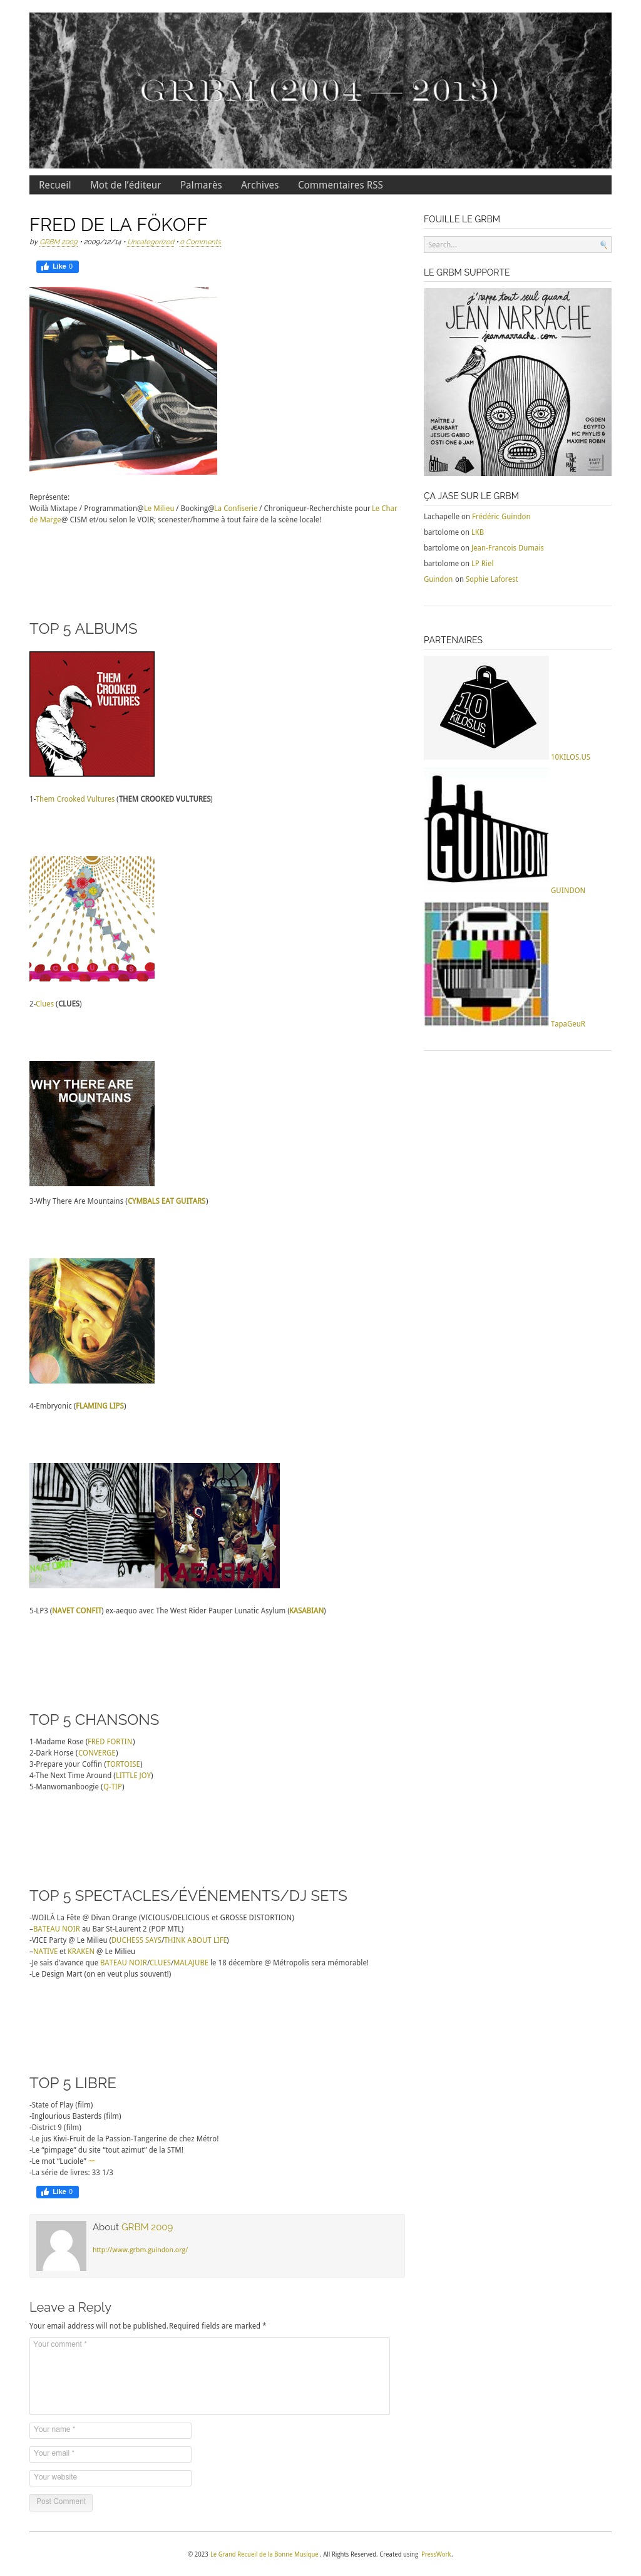 GRBM (2004 — 2013)
Recueil Mot de l'éditeur Palmarès Archives Commentaires RSS
FRED DE LA FÖKOFF
by GRBM 2009 • 2009/12/14 • Uncategorized • 0 Comments
Like 0
Représente:
Woilà Mixtape / Programmation@Le Milieu / Booking@La Confiserie / Chroniqueur-Recherchiste pour Le Char
de Marge@ CISM et/ou selon le VOIR; scenester/homme à tout faire de la scène locale!
TOP 5 ALBUMS
THEM
CROOKED
VULTURES
1-Them Crooked Vultures (THEM CROOKED VULTURES)
CLUES
2-Clues (CLUES)
WHY THERE ARE
MOUNTAINS
3-Why There Are Mountains (CYMBALS EAT GUITARS)
4-Embryonic (FLAMING LIPS)
KASABIAN
5-LP3 (NAVET CONFIT) ex-aequo avec The West Rider Pauper Lunatic Asylum (KASABIAN)
TOP 5 CHANSONS
1-Madame Rose (FRED FORTIN)
2-Dark Horse (CONVERGE)
3-Prepare your Coffin (TORTOISE)
4-The Next Time Around (LITTLE JOY)
5-Manwomanboogie (Q-TIP)
TOP 5 SPECTACLES/ÉVÉNEMENTS/DJ SETS
-WOILÀ La Fête @ Divan Orange (VICIOUS/DELICIOUS et GROSSE DISTORTION)
–BATEAU NOIR au Bar St-Laurent 2 (POP MTL)
-VICE Party @ Le Milieu (DUCHESS SAYS/THINK ABOUT LIFE)
–NATIVE et KRAKEN @ Le Milieu
-Je sais d'avance que BATEAU NOIR/CLUES/MALAJUBE le 18 décembre @ Métropolis sera mémorable!
-Le Design Mart (on en veut plus souvent!)
TOP 5 LIBRE
-State of Play (film)
-Inglourious Basterds (film)
-District 9 (film)
-Le jus Kiwi-Fruit de la Passion-Tangerine de chez Métro!
-Le “pimpage” du site “tout azimut” de la STM!
-Le mot “Luciole” —
-La série de livres: 33 1/3
Like 0
About GRBM 2009
http://www.grbm.guindon.org/
Leave a Reply
Your email address will not be published. Required fields are marked *
Your comment *
Your name *
Your email *
Your website
Post Comment
FOUILLE LE GRBM
Search...
LE GRBM SUPPORTE
j'rappe tout seul quand
JEAN NARRACHE
jeannarrache.com
MAÎTRE J
JEANBART
JESUIS GABBO
OSTI ONE & JAM
OGDEN
EGYPTO
MC PHYLIS &
MAXIME ROBIN
ÇA JASE SUR LE GRBM
Lachapelle on Frédéric Guindon
bartolome on LKB
bartolome on Jean-Francois Dumais
bartolome on LP Riel
Guindon on Sophie Laforest
PARTENAIRES
10
KILOS.US
10KILOS.US
GUINDON
GUINDON
TapaGeuR
© 2023 Le Grand Recueil de la Bonne Musique . All Rights Reserved. Created using PressWork.